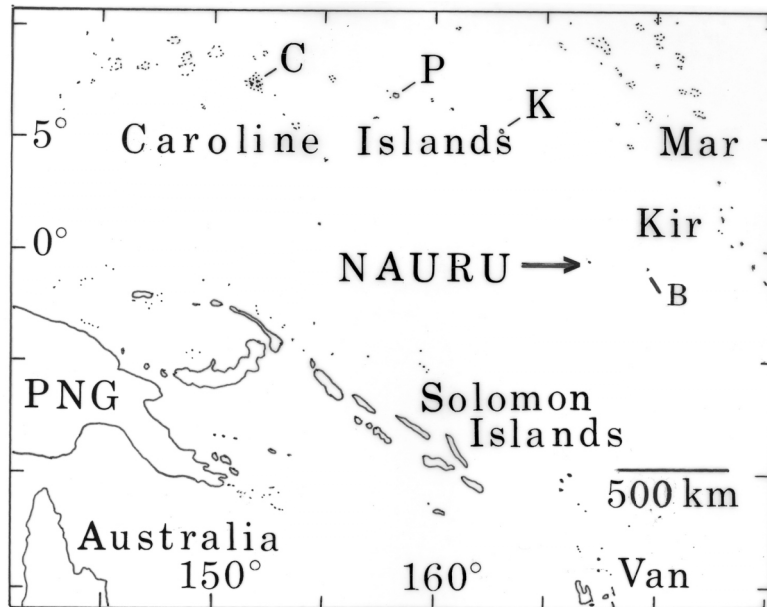 C
P
K
5°
Caroline Islands
Mar
Kir
0°
NAURU
B
PNG
Solomon
Islands
500 km
Australia
150°
160°
Van